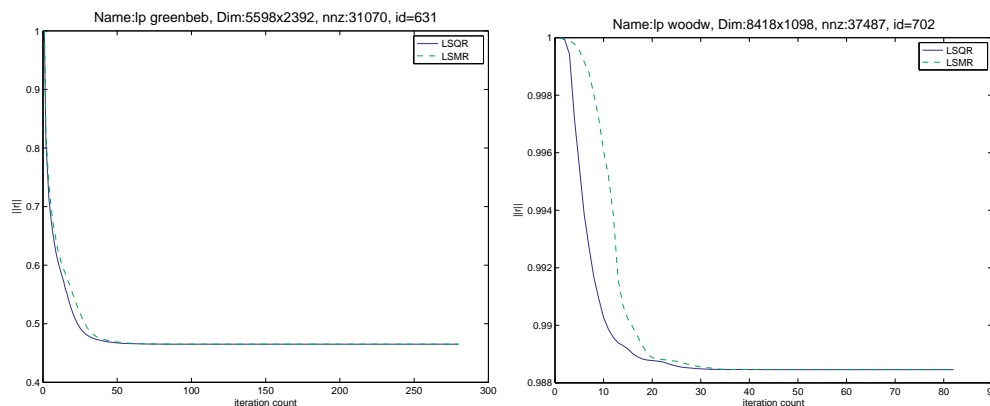 Name:lp greenbeb, Dim:5598x2392, nnz:31070, id=631
LSQR
LSMR
1
0.9
0.8
0.7
0.6
0.5
0.4
||r||
0 50 100 150 200 250 300
iteration count
Name:lp woodw, Dim:8418x1098, nnz:37487, id=702
LSQR
LSMR
1
0.998
0.996
0.994
0.992
0.99
0.988
||r||
0 10 20 30 40 50 60 70 80 90
iteration count